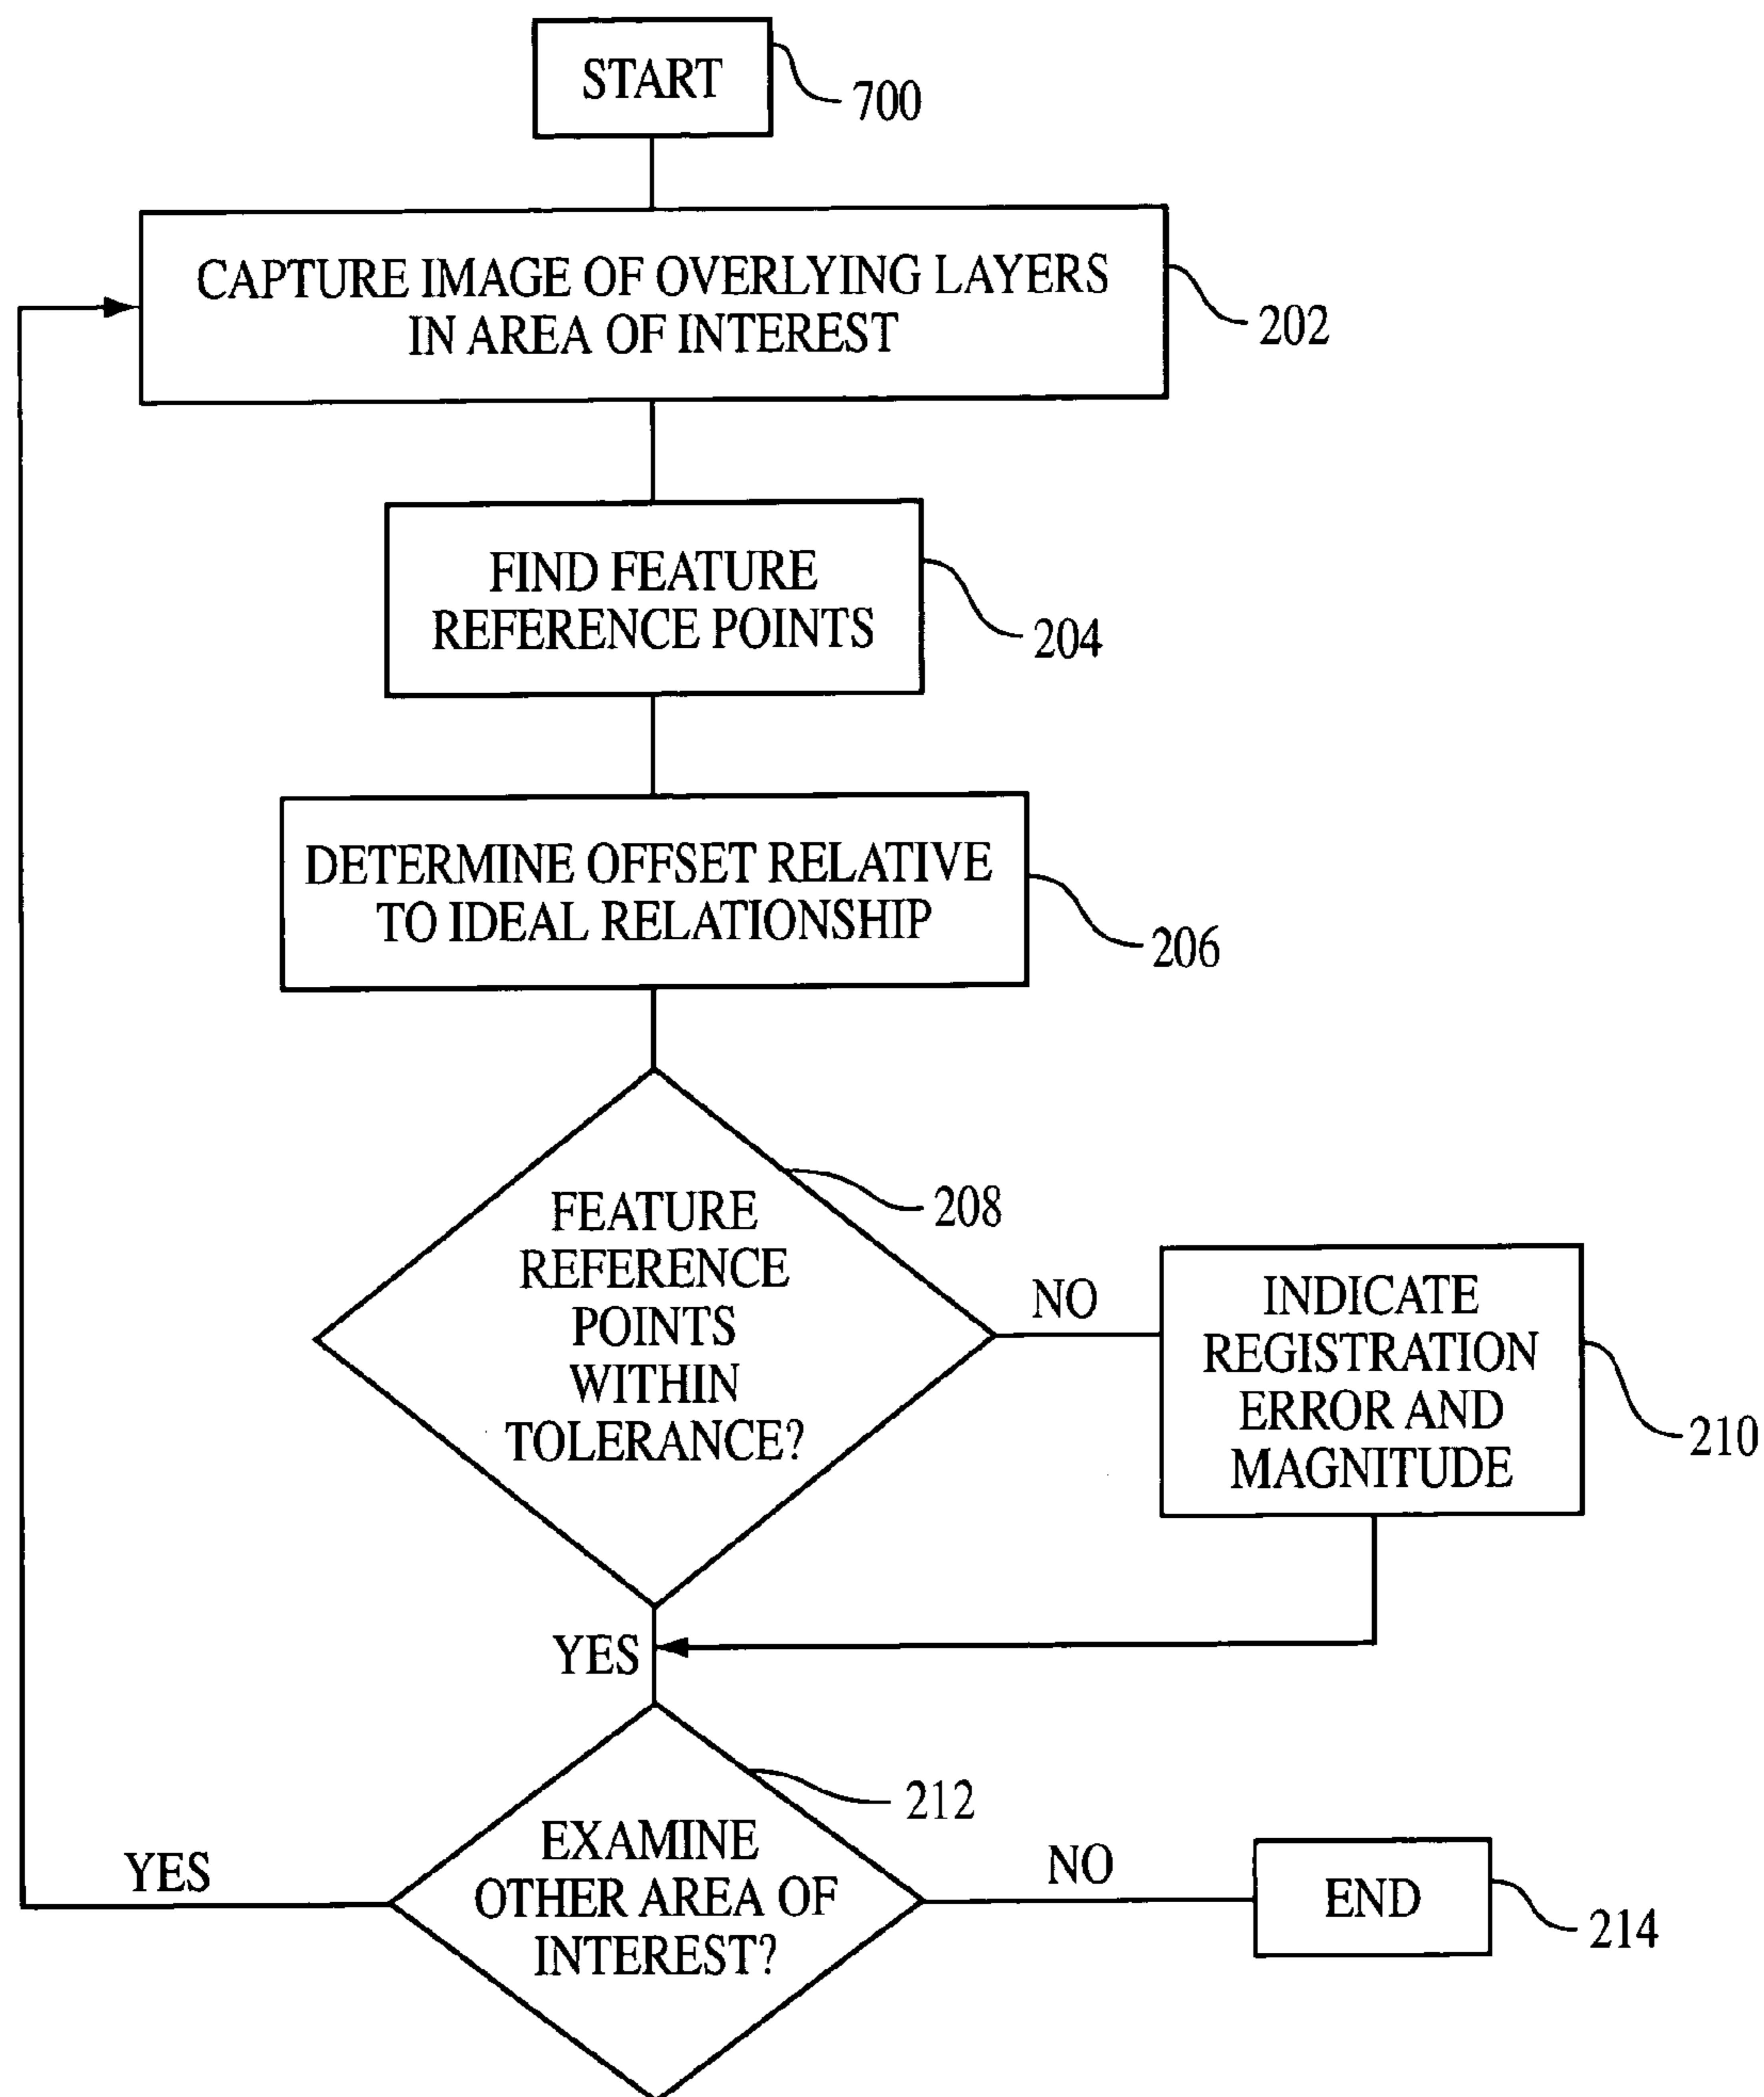 START
700
CAPTURE IMAGE OF OVERLYING LAYERS
IN AREA OF INTEREST
202
FIND FEATURE
REFERENCE POINTS
204
DETERMINE OFFSET RELATIVE
TO IDEAL RELATIONSHIP
206
FEATURE
REFERENCE
POINTS
WITHIN
TOLERANCE?
208
NO
INDICATE
REGISTRATION
ERROR AND
MAGNITUDE
210
YES
EXAMINE
OTHER AREA OF
INTEREST?
212
YES
NO
END
214